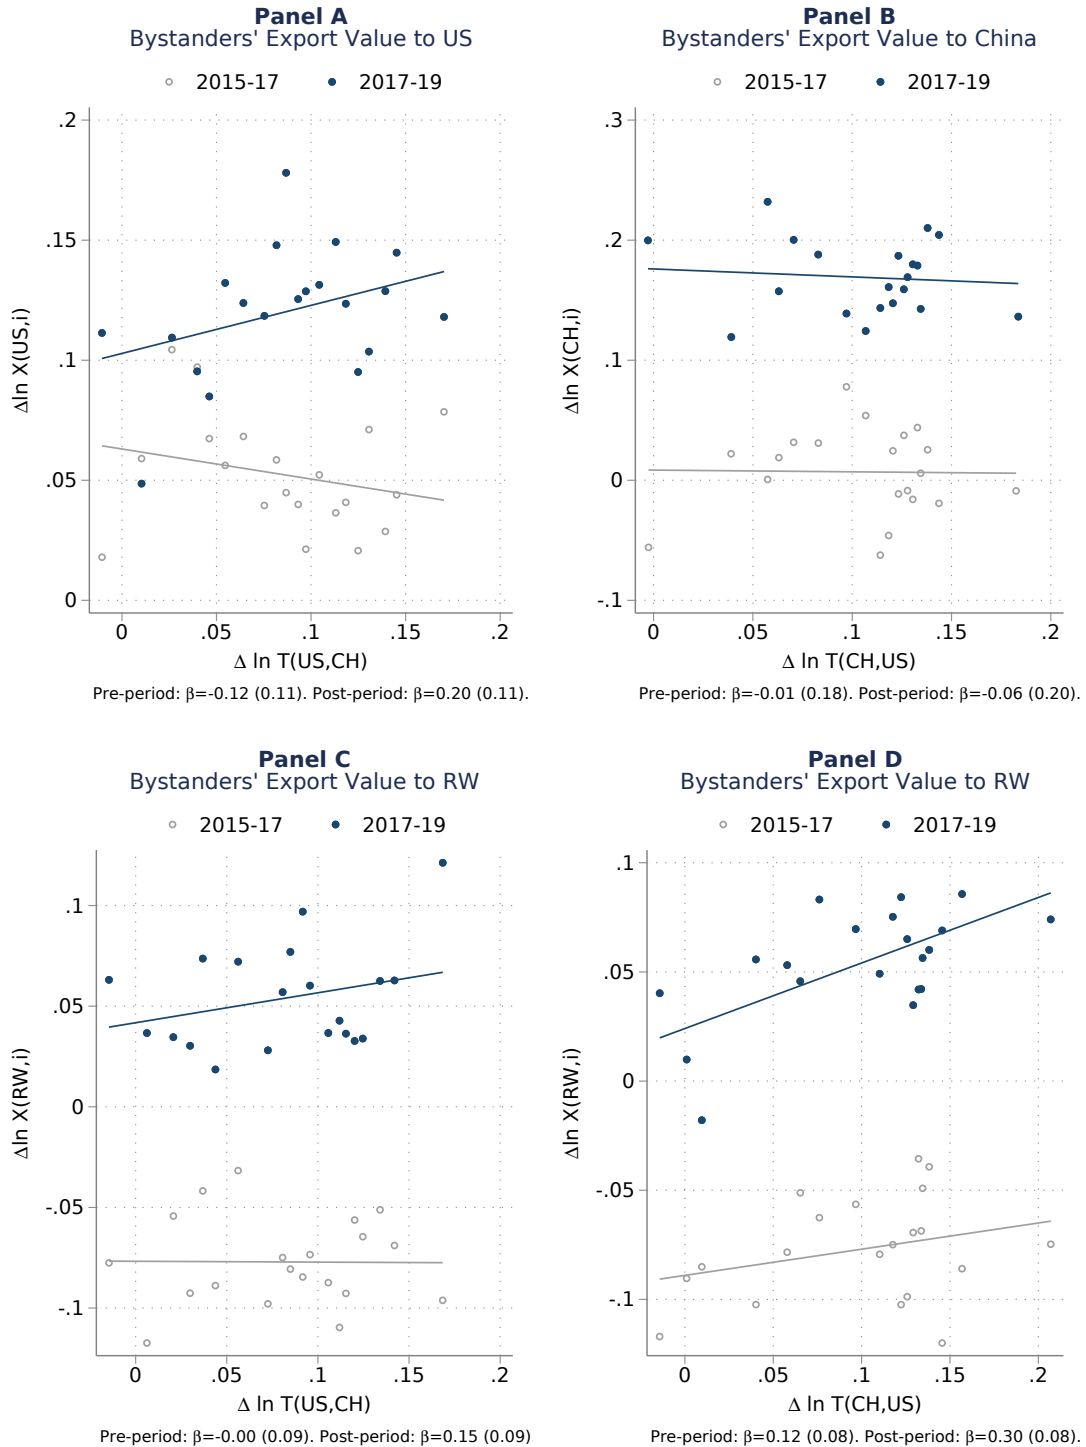 Panel A
Bystanders' Export Value to US
2015-17 2017-19
.2
.15
.1
.05
0
Δln X(US,i)
0 .05 .1 .15 .2
Δ ln T(US,CH)
Pre-period: β=-0.12 (0.11). Post-period: β=0.20 (0.11).
Panel B
Bystanders' Export Value to China
2015-17 2017-19
.3
.2
.1
0
-.1
Δln X(CH,i)
0 .05 .1 .15 .2
Δ ln T(CH,US)
Pre-period: β=-0.01 (0.18). Post-period: β=-0.06 (0.20).
Panel C
Bystanders' Export Value to RW
2015-17 2017-19
.1
.05
0
-.05
-.1
Δln X(RW,i)
0 .05 .1 .15 .2
Δ ln T(US,CH)
Pre-period: β=-0.00 (0.09). Post-period: β=0.15 (0.09)
Panel D
Bystanders' Export Value to RW
2015-17 2017-19
.1
.05
0
-.05
-.1
Δln X(RW,i)
0 .05 .1 .15 .2
Δ ln T(CH,US)
Pre-period: β=0.12 (0.08). Post-period: β=0.30 (0.08).